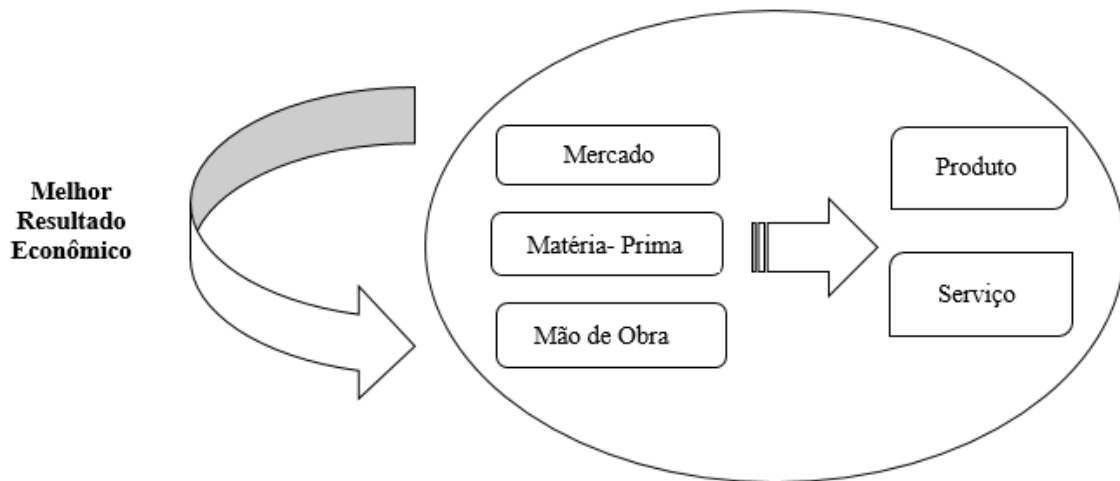 Melhor
Resultado
Econômico
Mercado
Matéria- Prima
Mão de Obra
Produto
Serviço